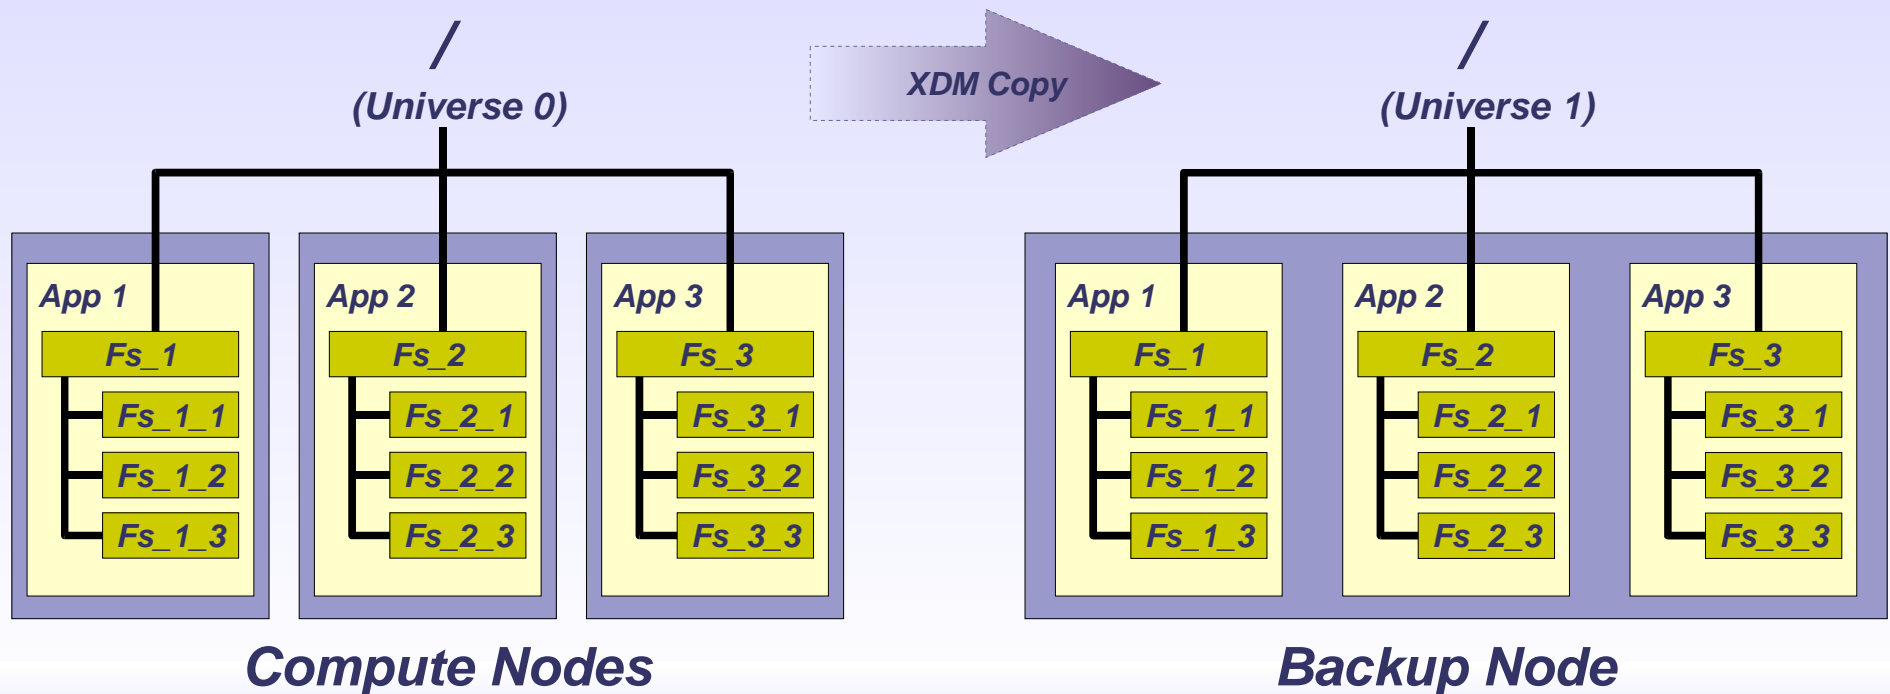 /
(Universe 0)
XDM Copy
/
(Universe 1)
App 1
Fs_1
Fs_1_1
Fs_1_2
Fs_1_3
App 2
Fs_2
Fs_2_1
Fs_2_2
Fs_2_3
App 3
Fs_3
Fs_3_1
Fs_3_2
Fs_3_3
Compute Nodes
App 1
Fs_1
Fs_1_1
Fs_1_2
Fs_1_3
App 2
Fs_2
Fs_2_1
Fs_2_2
Fs_2_3
App 3
Fs_3
Fs_3_1
Fs_3_2
Fs_3_3
Backup Node